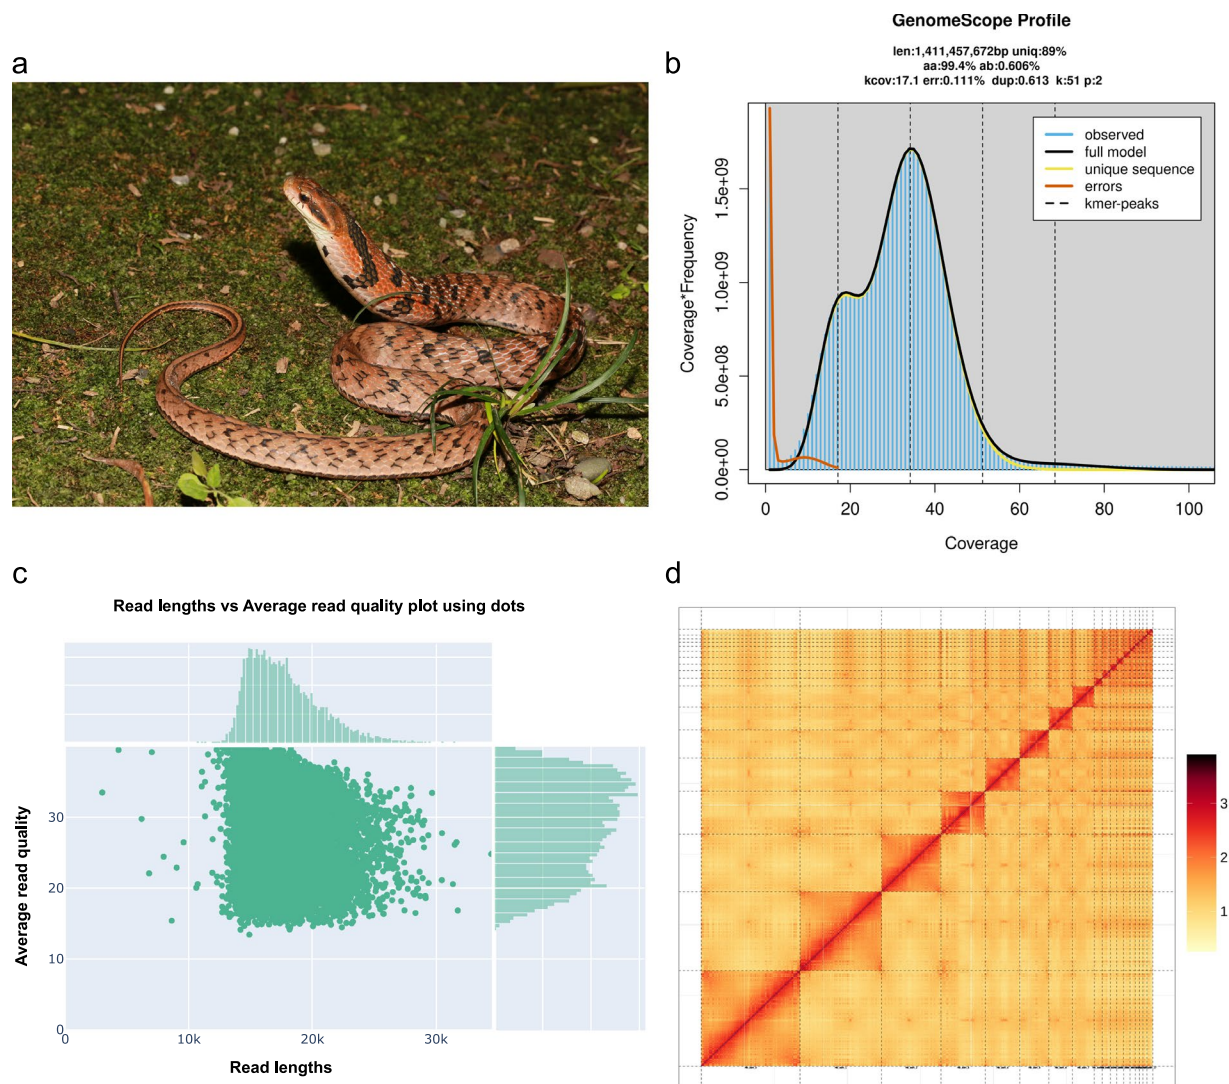 a
b
GenomeScope Profile
len:1,411,457,672bp uniq:89%
aa:99.4% ab:0.606%
kcov:17.1 err:0.111% dup:0.613 k:51 p:2
observed
full model
unique sequence
errors
kmer-peaks
Coverage*Frequency
1.5e+09
1.0e+09
5.0e+08
0.0e+00
0 20 40 60 80 100
Coverage
c
Read lengths vs Average read quality plot using dots
Average read quality
30
20
10
0
0 10k 20k 30k
Read lengths
d
3
2
1